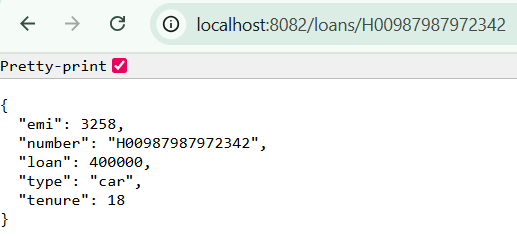 localhost:8082/loans/H00987987972342
Pretty-print
{
"emi": 3258,
"number": "H00987987972342",
"loan": 400000,
"type": "car",
"tenure": 18
}